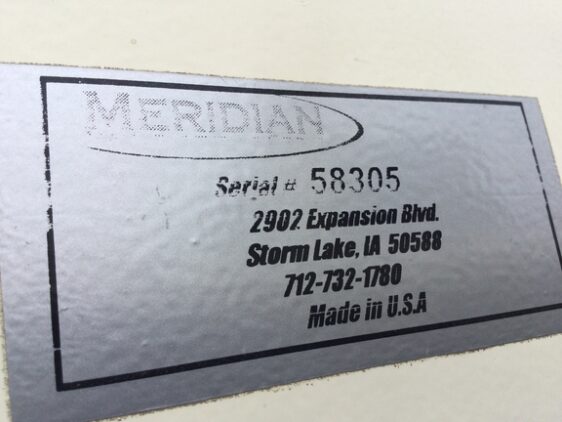 MERIDIAN
Serial # 58305
2902 Expansion Blvd.
Storm Lake, IA 50588
712-732-1780
Made in U.S.A